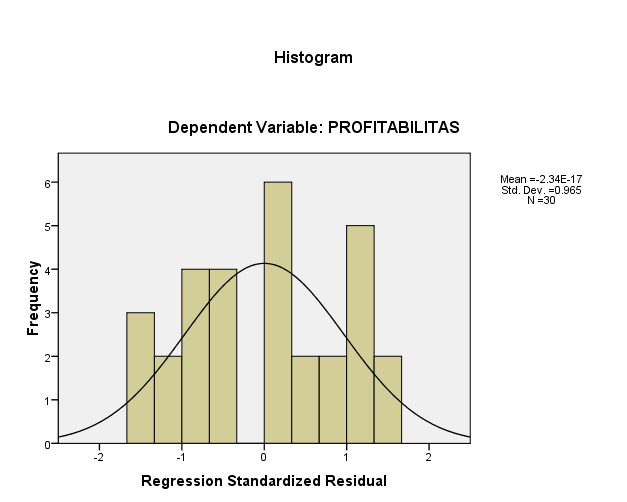 Histogram
Dependent Variable: PROFITABILITAS
Mean =-2.34E-17
Std. Dev. =0.965
N =30
Frequency
6
5
4
3
2
1
0
-2
-1
0
1
2
Regression Standardized Residual